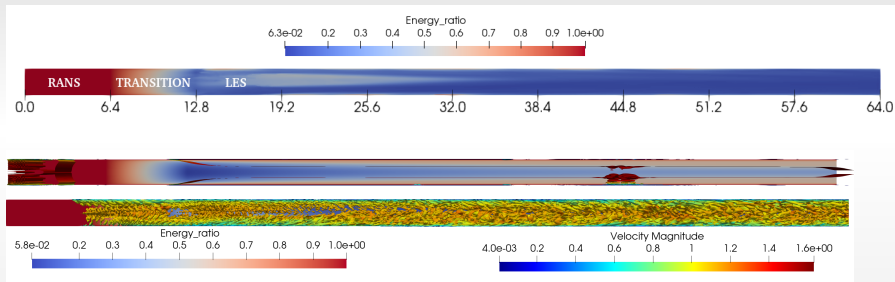 Energy_ratio
6.3e-02 0.2 0.3 0.4 0.5 0.6 0.7 0.8 0.9 1.0e+00
RANS TRANSITION LES
0.0 6.4 12.8 19.2 25.6 32.0 38.4 44.8 51.2 57.6 64.0
Energy_ratio
5.8e-02 0.2 0.3 0.4 0.5 0.6 0.7 0.8 0.9 1.0e+00
Velocity Magnitude
4.0e-03 0.2 0.4 0.6 0.8 1 1.2 1.4 1.6e+00